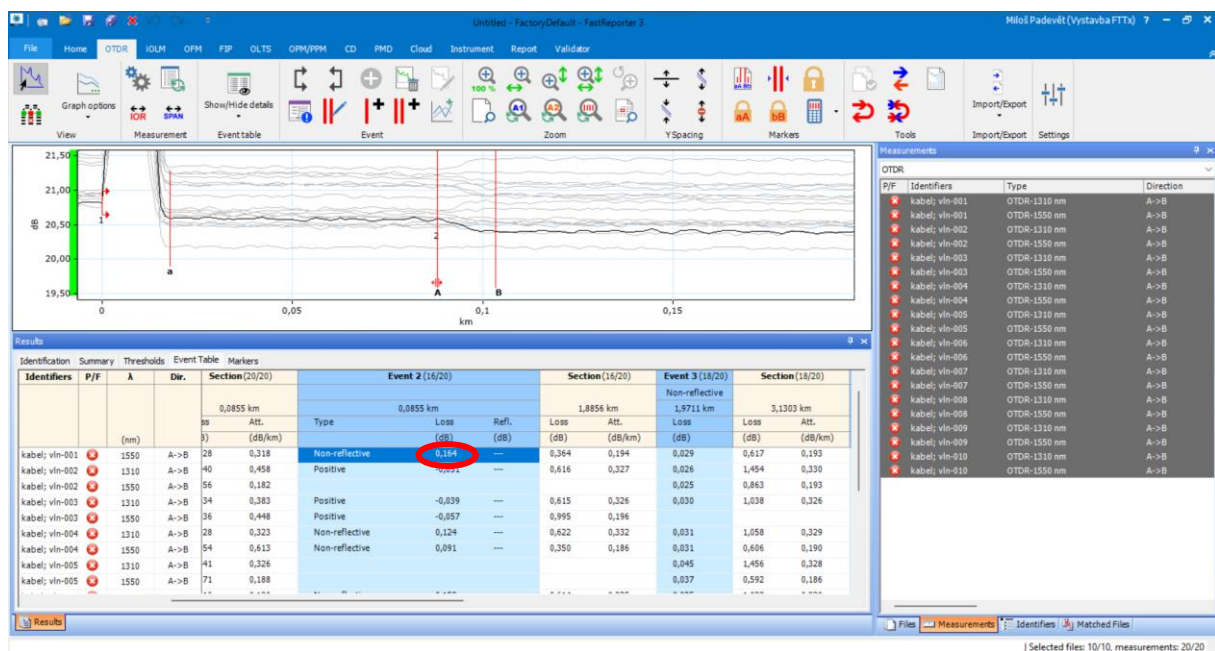 Untitled - FactoryDefault - FastReporter 3
Miloš Padevět (Vystavba FTTx) ?
File Home OTDR iOLM OFM FIP OLTS OPM/PPM CD PMD Cloud Instrument Report Validator
Graph options
IOR SPAN
Show/Hide details
100 %
Import/Export
View Measurement Event table Event Zoom Y Spacing Markers Tools Import/Export Settings
21,50
21,00
20,50
20,00
19,50
dB
1
2
a
A
B
0 0,05 0,1 0,15
km
Results
Identification Summary Thresholds Event Table Markers
Identifiers P/F λ Dir. Section (20/20) Event 2 (16/20) Section (16/20) Event 3 (18/20) Section (18/20)
Non-reflective
0,0855 km 0,0855 km 1,8856 km 1,9711 km 3,1303 km
Att. Type Loss Refl. Loss Att. Loss Loss Att.
(nm) (dB/km) (dB) (dB) (dB) (dB/km) (dB) (dB) (dB/km)
kabel; vln-001 1550 A->B 28 0,318 Non-reflective 0,164 --- 0,364 0,194 0,029 0,617 0,193
kabel; vln-002 1310 A->B 40 0,458 Positive -0,031 --- 0,616 0,327 0,026 1,454 0,330
kabel; vln-002 1550 A->B 56 0,182 0,025 0,863 0,193
kabel; vln-003 1310 A->B 34 0,383 Positive -0,039 --- 0,615 0,326 0,030 1,038 0,326
kabel; vln-003 1550 A->B 36 0,448 Positive -0,057 --- 0,995 0,196
kabel; vln-004 1310 A->B 28 0,323 Non-reflective 0,124 --- 0,622 0,332 0,031 1,058 0,329
kabel; vln-004 1550 A->B 54 0,613 Non-reflective 0,091 --- 0,350 0,186 0,031 0,606 0,190
kabel; vln-005 1310 A->B 41 0,326 0,045 1,456 0,328
kabel; vln-005 1550 A->B 71 0,188 0,037 0,592 0,186
Results
Measurements
OTDR
P/F Identifiers Type Direction
kabel; vln-001 OTDR-1310 nm A->B
kabel; vln-001 OTDR-1550 nm A->B
kabel; vln-002 OTDR-1310 nm A->B
kabel; vln-002 OTDR-1550 nm A->B
kabel; vln-003 OTDR-1310 nm A->B
kabel; vln-003 OTDR-1550 nm A->B
kabel; vln-004 OTDR-1310 nm A->B
kabel; vln-004 OTDR-1550 nm A->B
kabel; vln-005 OTDR-1310 nm A->B
kabel; vln-005 OTDR-1550 nm A->B
kabel; vln-006 OTDR-1310 nm A->B
kabel; vln-006 OTDR-1550 nm A->B
kabel; vln-007 OTDR-1310 nm A->B
kabel; vln-007 OTDR-1550 nm A->B
kabel; vln-008 OTDR-1310 nm A->B
kabel; vln-008 OTDR-1550 nm A->B
kabel; vln-009 OTDR-1310 nm A->B
kabel; vln-009 OTDR-1550 nm A->B
kabel; vln-010 OTDR-1310 nm A->B
kabel; vln-010 OTDR-1550 nm A->B
Files Measurements Identifiers Matched Files
| Selected files: 10/10, measurements: 20/20